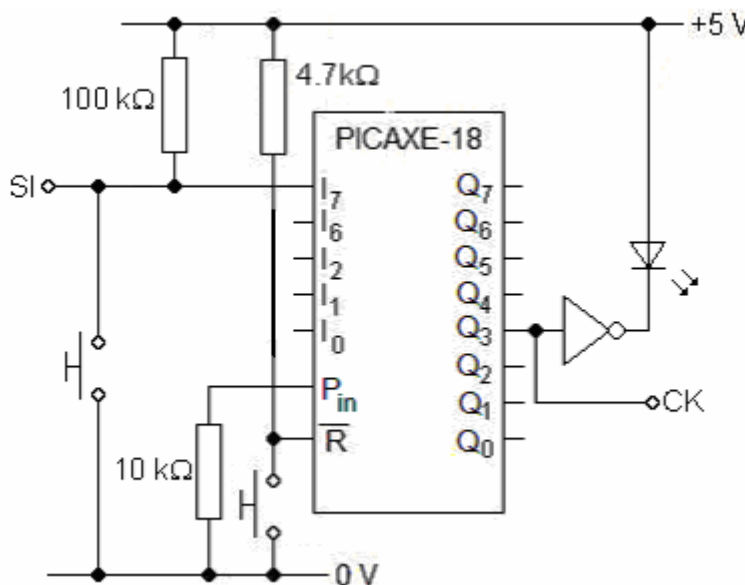 +5 V
100 kΩ
4.7kΩ
PICAXE-18
SI
I7
I6
I2
I1
I0
Pin
R
Q7
Q6
Q5
Q4
Q3
Q2
Q1
Q0
CK
10 kΩ
0 V